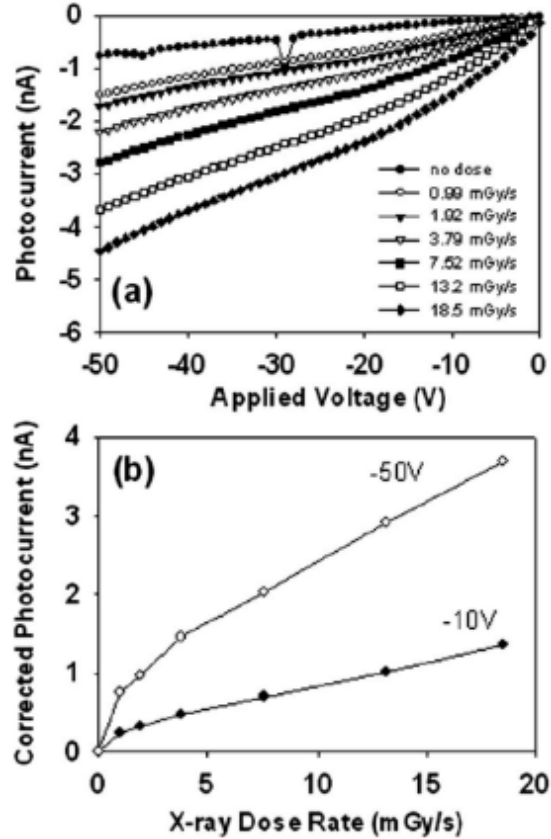 0
-1
-2
-3
-4
-5
-6
Photocurrent (nA)
no dose
0.99 mGy/s
1.92 mGy/s
3.79 mGy/s
7.52 mGy/s
13.2 mGy/s
18.5 mGy/s
(a)
-50 -40 -30 -20 -10 0
Applied Voltage (V)
4
3
2
1
0
Corrected Photocurrent (nA)
(b)
-50V
-10V
0 5 10 15 20
X-ray Dose Rate (mGy/s)